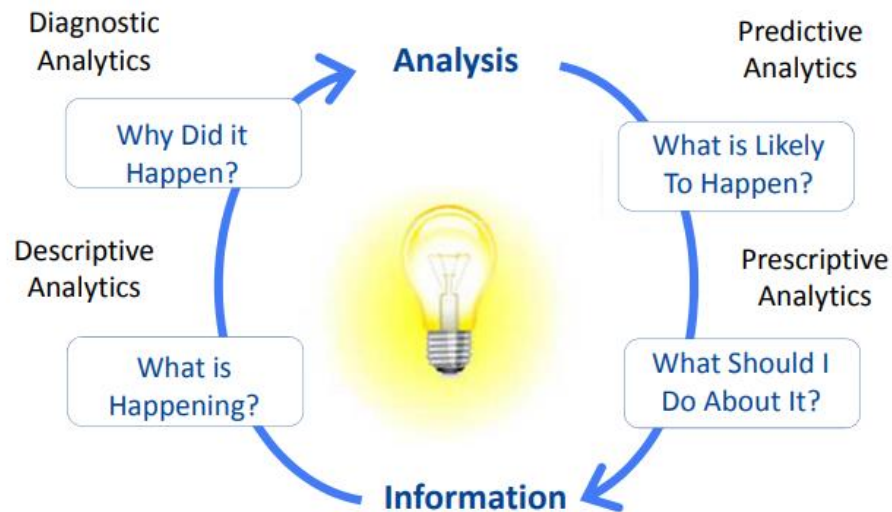 Diagnostic
Analytics
Analysis
Predictive
Analytics
Why Did it
Happen?
What is Likely
To Happen?
Descriptive
Analytics
Prescriptive
Analytics
What is
Happening?
What Should I
Do About It?
Information